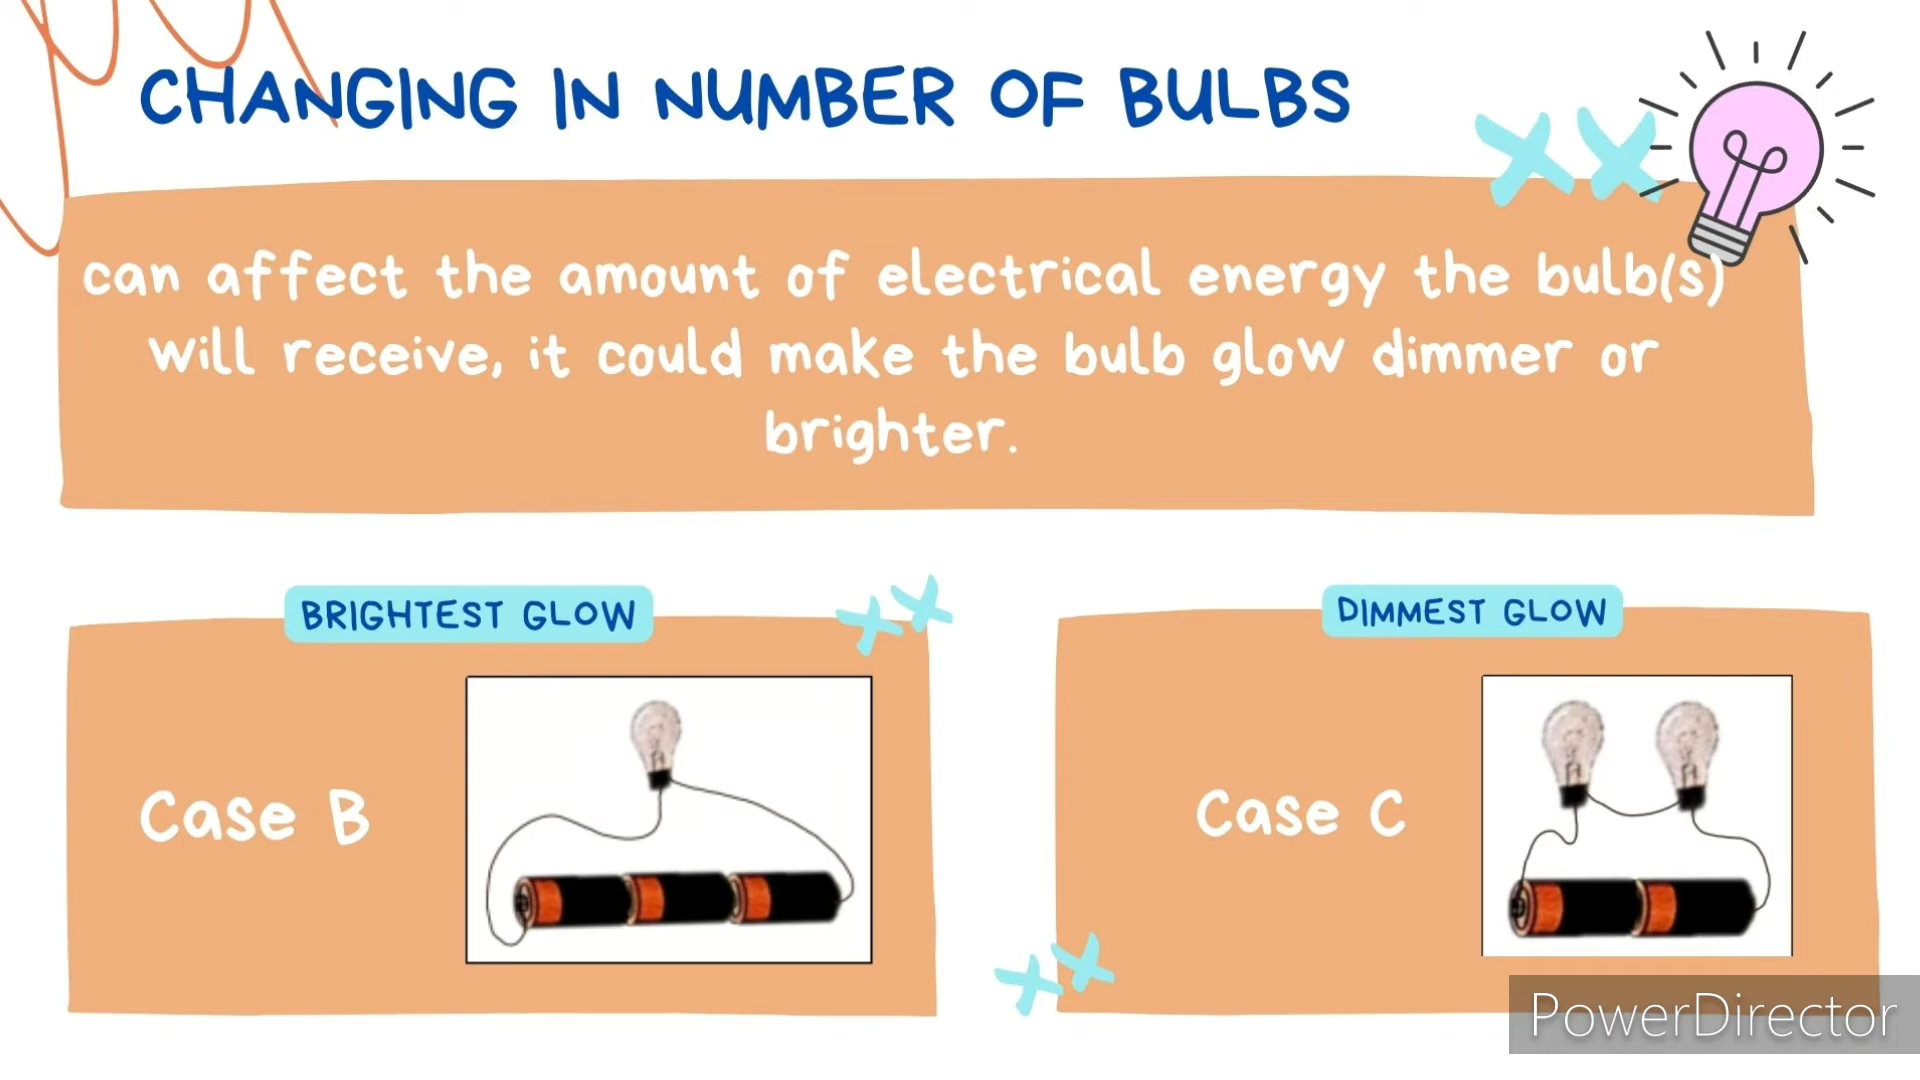 CHANGING IN NUMBER OF BULBS
can affect the amount of electrical energy the bulb(s)
will receive, it could make the bulb glow dimmer or
brighter.
BRIGHTEST GLOW
Case B
DIMMEST GLOW
Case C
PowerDirector